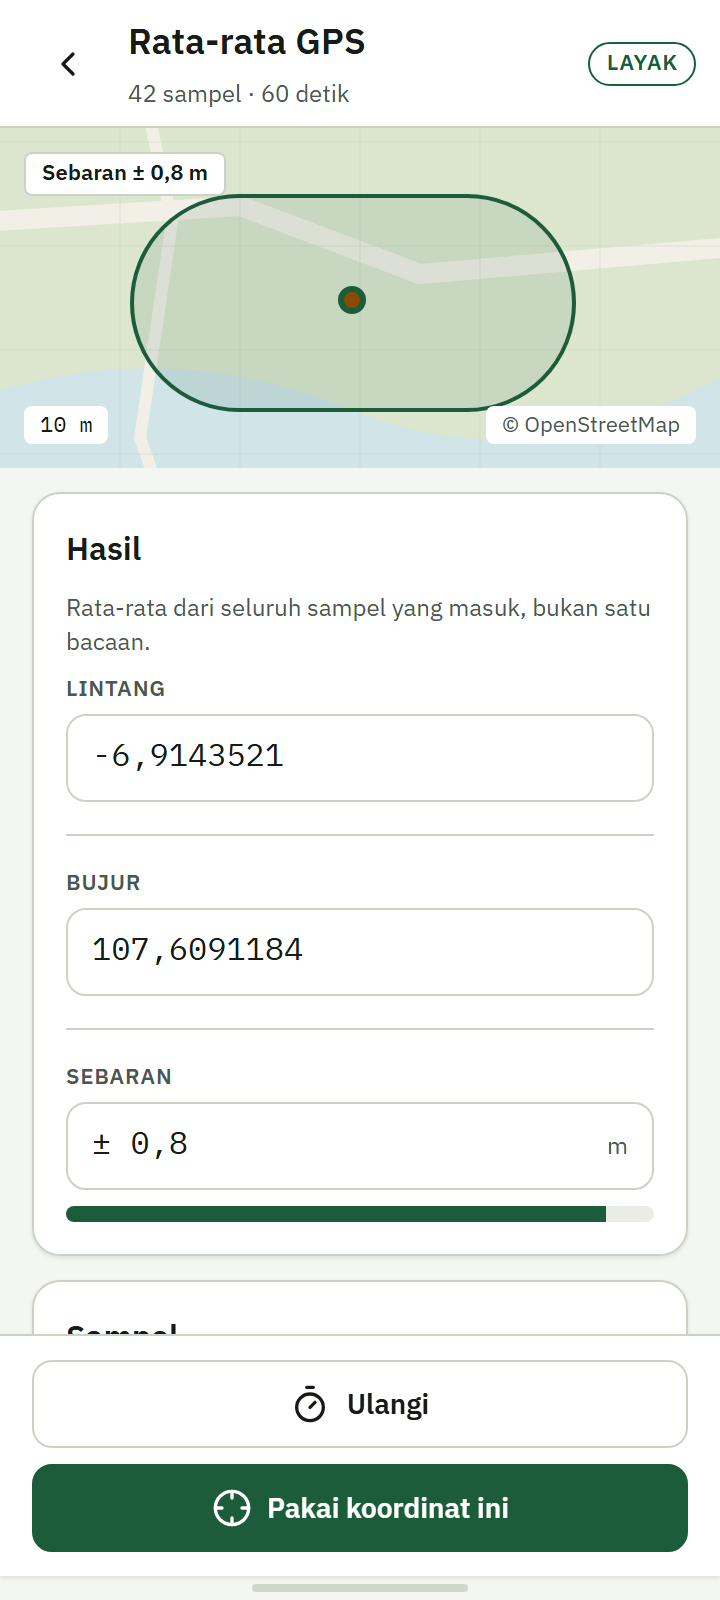 Rata-rata GPS
42 sampel · 60 detik
LAYAK
Sebaran ± 0,8 m
10 m
© OpenStreetMap
Hasil
Rata-rata dari seluruh sampel yang masuk, bukan satu
bacaan.
LINTANG
-6,9143521
BUJUR
107,6091184
SEBARAN
± 0,8
m
Ulangi
Pakai koordinat ini